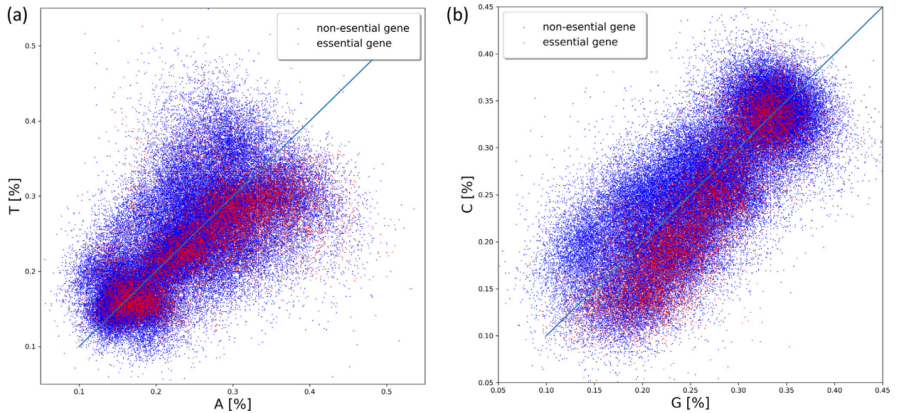 (a)
non-esential gene
essential gene
0.5
0.4
0.3
0.2
0.1
T [%]
0.1 0.2 0.3 0.4 0.5
A [%]
(b)
non-esential gene
essential gene
0.45
0.40
0.35
0.30
0.25
0.20
0.15
0.10
0.05
C [%]
0.05 0.10 0.15 0.20 0.25 0.30 0.35 0.40 0.45
G [%]